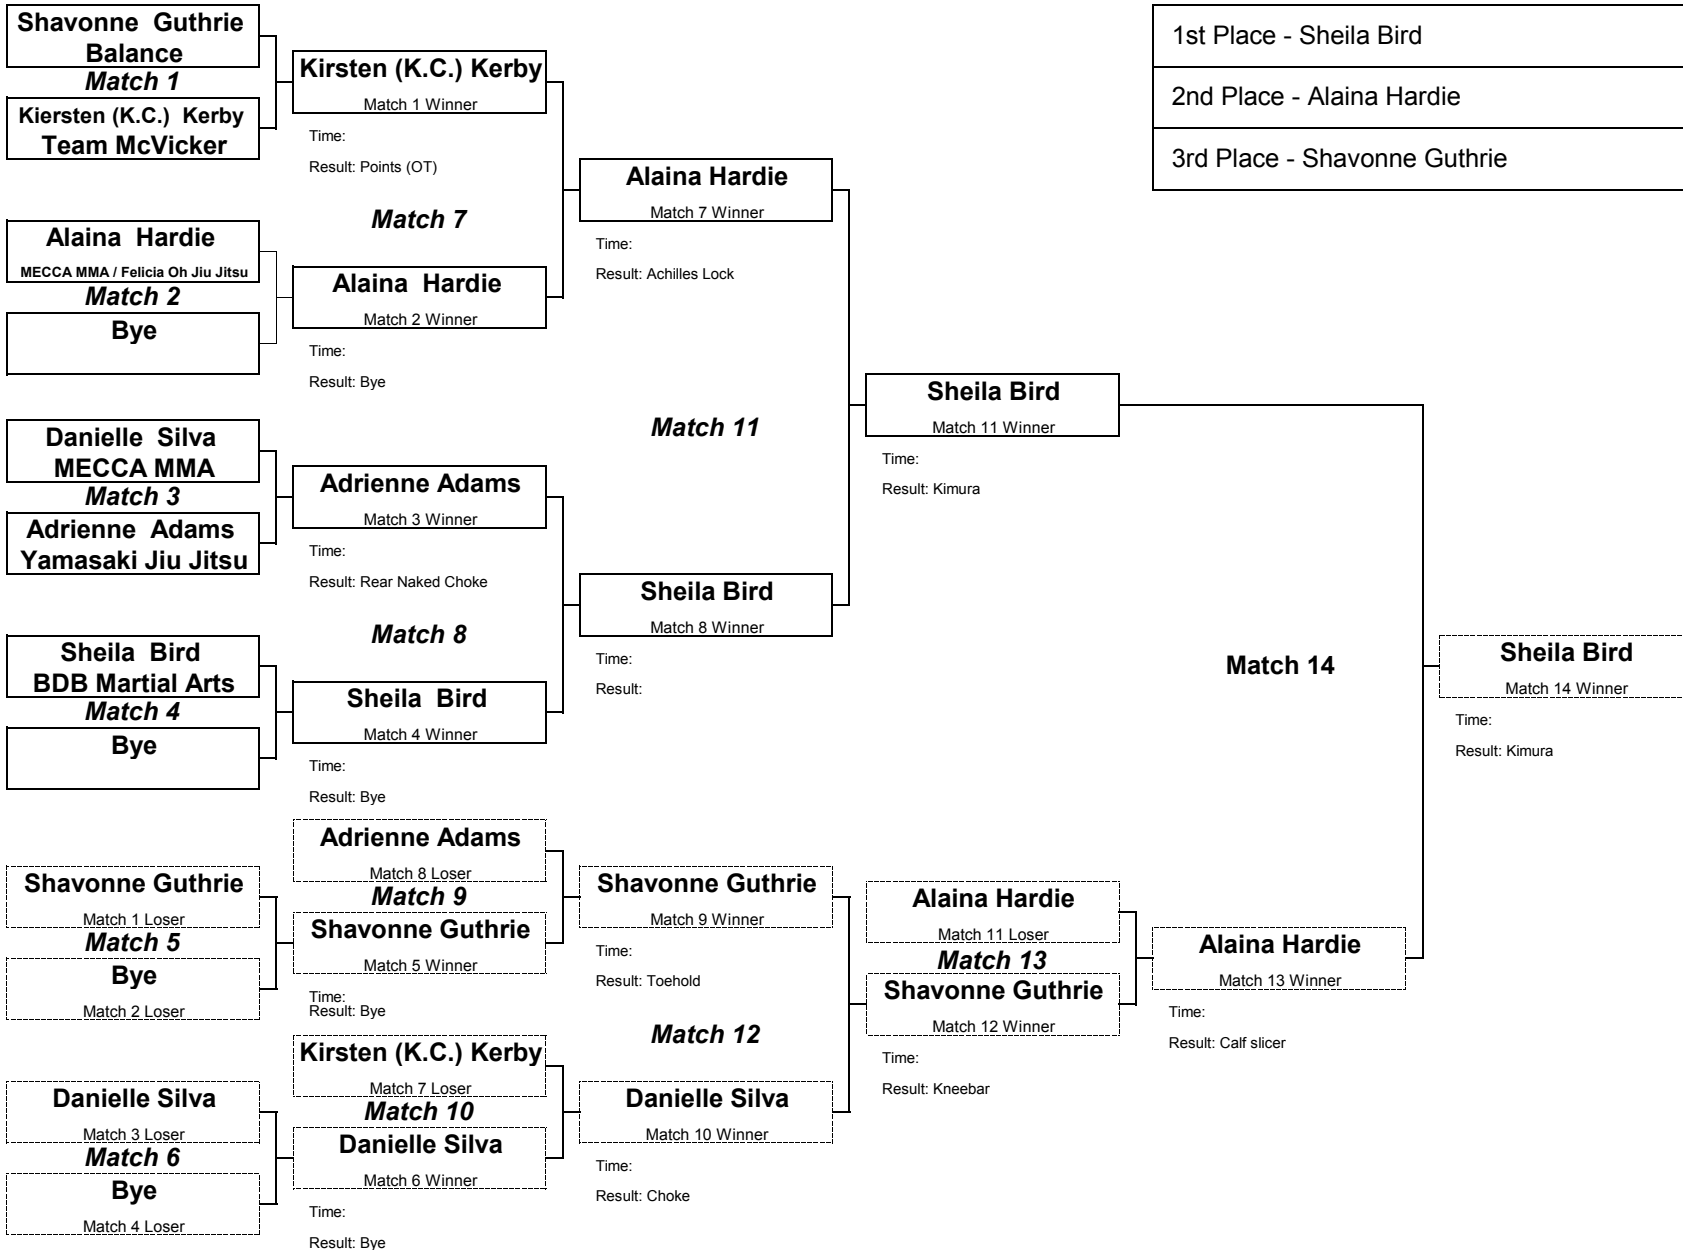 Shavonne Guthrie
Balance
Match 1
Kiersten (K.C.) Kerby
Team McVicker
Alaina Hardie
MECCA MMA / Felicia Oh Jiu Jitsu
Match 2
Bye
Danielle Silva
MECCA MMA
Match 3
Adrienne Adams
Yamasaki Jiu Jitsu
Sheila Bird
BDB Martial Arts
Match 4
Bye
Shavonne Guthrie
Match 1 Loser
Match 5
Bye
Match 2 Loser
Danielle Silva
Match 3 Loser
Match 6
Bye
Match 4 Loser
Kirsten (K.C.) Kerby
Match 1 Winner
Time:
Result: Points (OT)
Match 7
Alaina Hardie
Match 2 Winner
Time:
Result: Bye
Adrienne Adams
Match 3 Winner
Time:
Result: Rear Naked Choke
Match 8
Sheila Bird
Match 4 Winner
Time:
Result: Bye
Adrienne Adams
Match 8 Loser
Match 9
Shavonne Guthrie
Match 5 Winner
Time:
Result: Bye
Kirsten (K.C.) Kerby
Match 7 Loser
Match 10
Danielle Silva
Match 6 Winner
Time:
Result: Bye
Alaina Hardie
Match 7 Winner
Time:
Result: Achilles Lock
Match 11
Sheila Bird
Match 8 Winner
Time:
Result:
Shavonne Guthrie
Match 9 Winner
Time:
Result: Toehold
Match 12
Danielle Silva
Match 10 Winner
Time:
Result: Choke
Sheila Bird
Match 11 Winner
Time:
Result: Kimura
Alaina Hardie
Match 11 Loser
Match 13
Shavonne Guthrie
Match 12 Winner
Time:
Result: Kneebar
1st Place - Sheila Bird
2nd Place - Alaina Hardie
3rd Place - Shavonne Guthrie
Match 14
Alaina Hardie
Match 13 Winner
Time:
Result: Calf slicer
Sheila Bird
Match 14 Winner
Time:
Result: Kimura